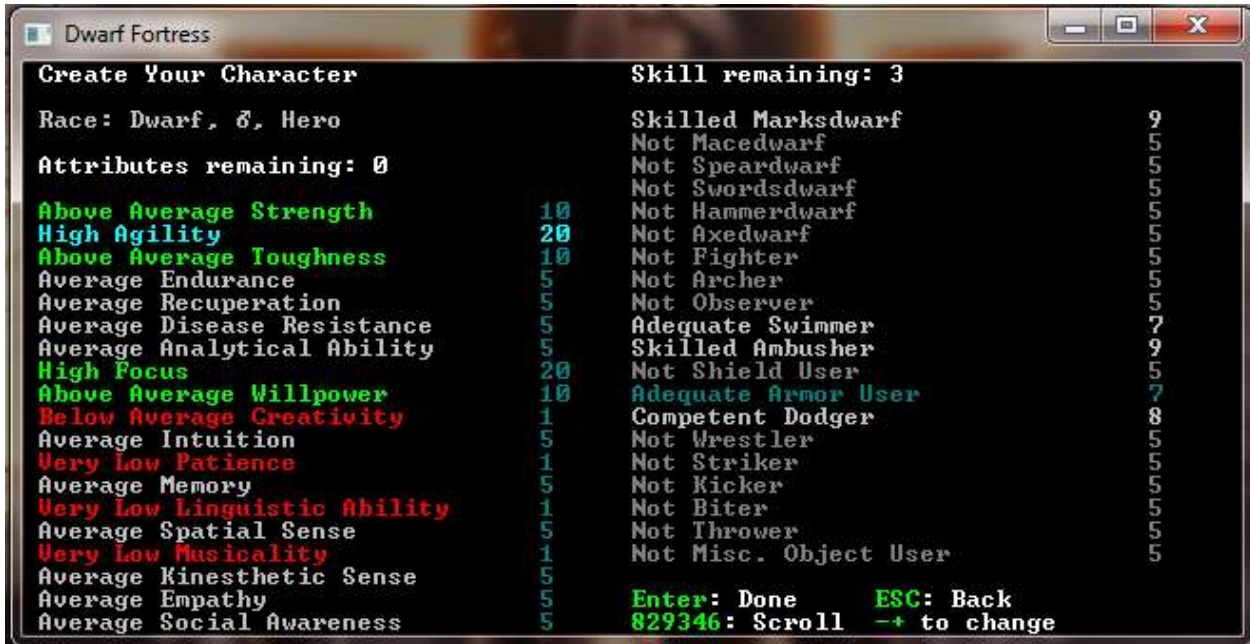 Dwarf Fortress
Create Your Character
Race: Dwarf, ♂, Hero
Attributes remaining: 0
Above Average Strength 10
High Agility 20
Above Average Toughness 10
Average Endurance 5
Average Recuperation 5
Average Disease Resistance 5
Average Analytical Ability 5
High Focus 20
Above Average Willpower 10
Below Average Creativity 1
Average Intuition 5
Very Low Patience 1
Average Memory 5
Very Low Linguistic Ability 1
Average Spatial Sense 5
Very Low Musicality 1
Average Kinesthetic Sense 5
Average Empathy 5
Average Social Awareness 5
Skill remaining: 3
Skilled Marksdwarf 9
Not Macedwarf 5
Not Speardwarf 5
Not Swordsdwarf 5
Not Hammerdwarf 5
Not Axedwarf 5
Not Fighter 5
Not Archer 5
Not Observer 5
Adequate Swimmer 7
Skilled Ambusher 9
Not Shield User 5
Adequate Armor User 7
Competent Dodger 8
Not Wrestler 5
Not Striker 5
Not Kicker 5
Not Biter 5
Not Thrower 5
Not Misc. Object User 5
Enter: Done ESC: Back
829346: Scroll -+ to change